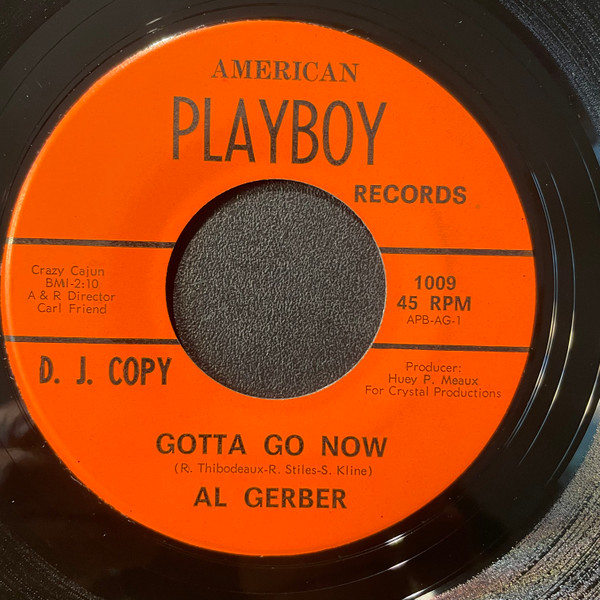 AMERICAN
PLAYBOY
RECORDS
Crazy Cajun
BMI-2:10
A & R Director
Carl Friend
1009
45 RPM
APB-AG-1
D. J. COPY
Producer:
Huey P. Meaux
For Crystal Productions
GOTTA GO NOW
(R. Thibodeaux-R. Stiles-S. Kline)
AL GERBER